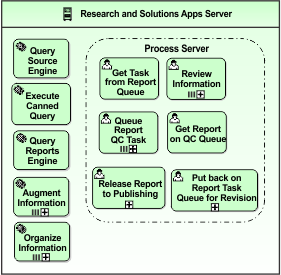 Research and Solutions Apps Server
Query
Source
Engine
Execute
Canned
Query
Query
Reports
Engine
Augment
Information
Organize
Information
Process Server
Get Task
from Report
Queue
Review
Information
Queue
Report
QC Task
Get Report
on QC Queue
Release Report
to Publishing
Put back on
Report Task
Queue for Revision